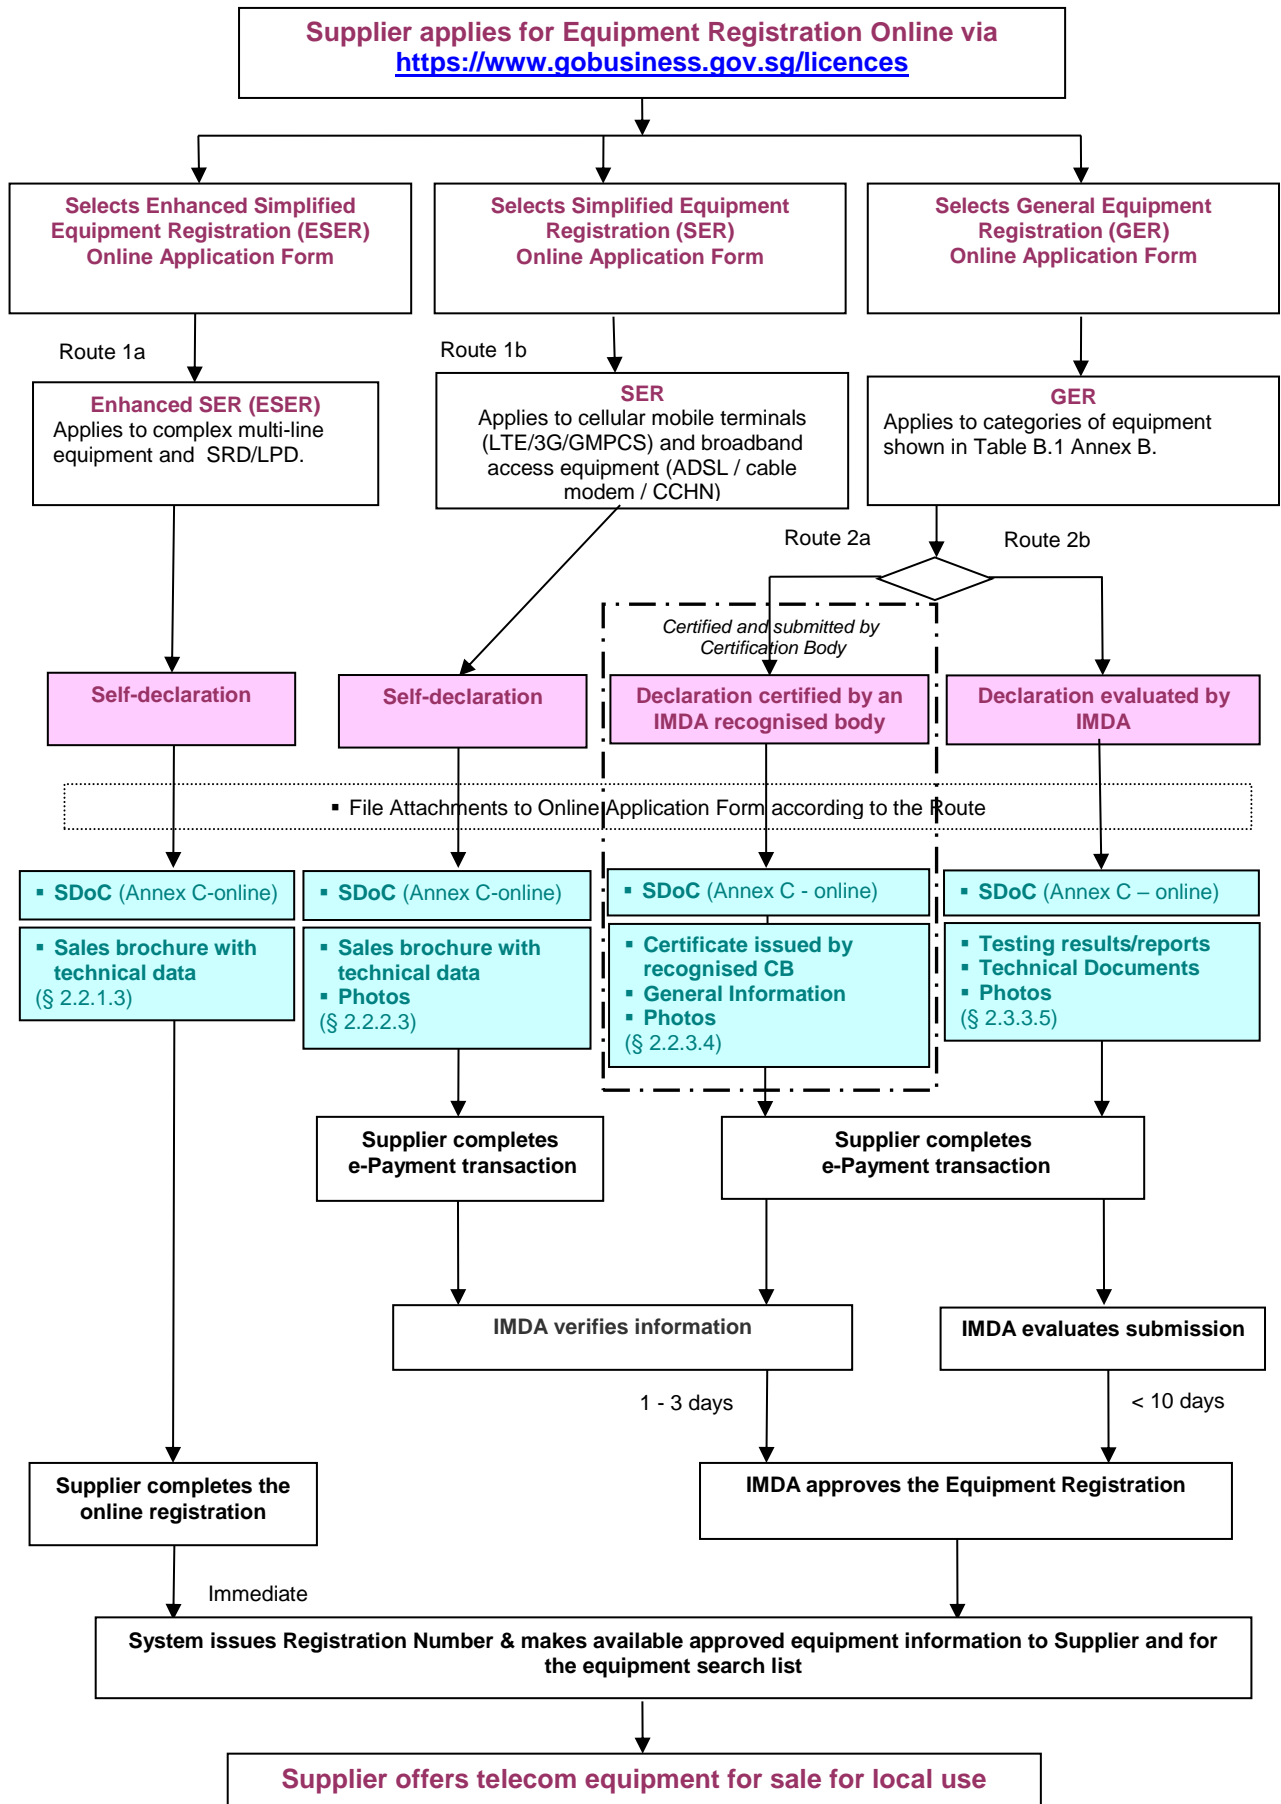 Supplier applies for Equipment Registration Online via
https://www.gobusiness.gov.sg/licences
Selects Enhanced Simplified
Equipment Registration (ESER)
Online Application Form
Selects Simplified Equipment
Registration (SER)
Online Application Form
Selects General Equipment
Registration (GER)
Online Application Form
Route 1a
Route 1b
Enhanced SER (ESER)
Applies to complex multi-line
equipment and SRD/LPD.
SER
Applies to cellular mobile terminals
(LTE/3G/GMPCS) and broadband
access equipment (ADSL / cable
modem / CCHN)
GER
Applies to categories of equipment
shown in Table B.1 Annex B.
Route 2a
Route 2b
Certified and submitted by
Certification Body
Self-declaration
Self-declaration
Declaration certified by an
IMDA recognised body
Declaration evaluated by
IMDA
▪ File Attachments to Online Application Form according to the Route
▪ SDoC (Annex C-online)
▪ SDoC (Annex C-online)
▪ SDoC (Annex C - online)
▪ SDoC (Annex C – online)
▪ Sales brochure with
technical data
(§ 2.2.1.3)
▪ Sales brochure with
technical data
▪ Photos
(§ 2.2.2.3)
▪ Certificate issued by
recognised CB
▪ General Information
▪ Photos
(§ 2.2.3.4)
▪ Testing results/reports
▪ Technical Documents
▪ Photos
(§ 2.3.3.5)
Supplier completes
e-Payment transaction
Supplier completes
e-Payment transaction
IMDA verifies information
IMDA evaluates submission
1 - 3 days
< 10 days
Supplier completes the
online registration
IMDA approves the Equipment Registration
Immediate
System issues Registration Number & makes available approved equipment information to Supplier and for
the equipment search list
Supplier offers telecom equipment for sale for local use